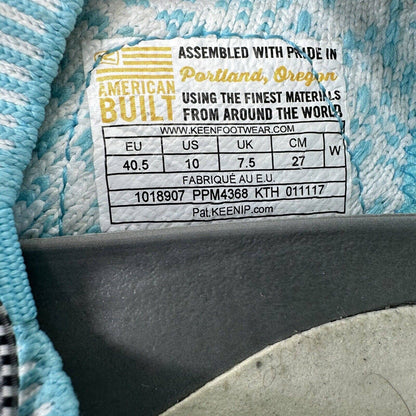 AMERICAN
BUILT
ASSEMBLED WITH PRIDE IN
Portland, Oregon
USING THE FINEST MATERIALS
FROM AROUND THE WORLD
WWW.KEENFOOTWEAR.COM
EU US UK CM W
40.5 10 7.5 27
FABRIQUÉ AU E.U.
1018907 PPM4368 KTH 011117
Pat.KEENIP.com